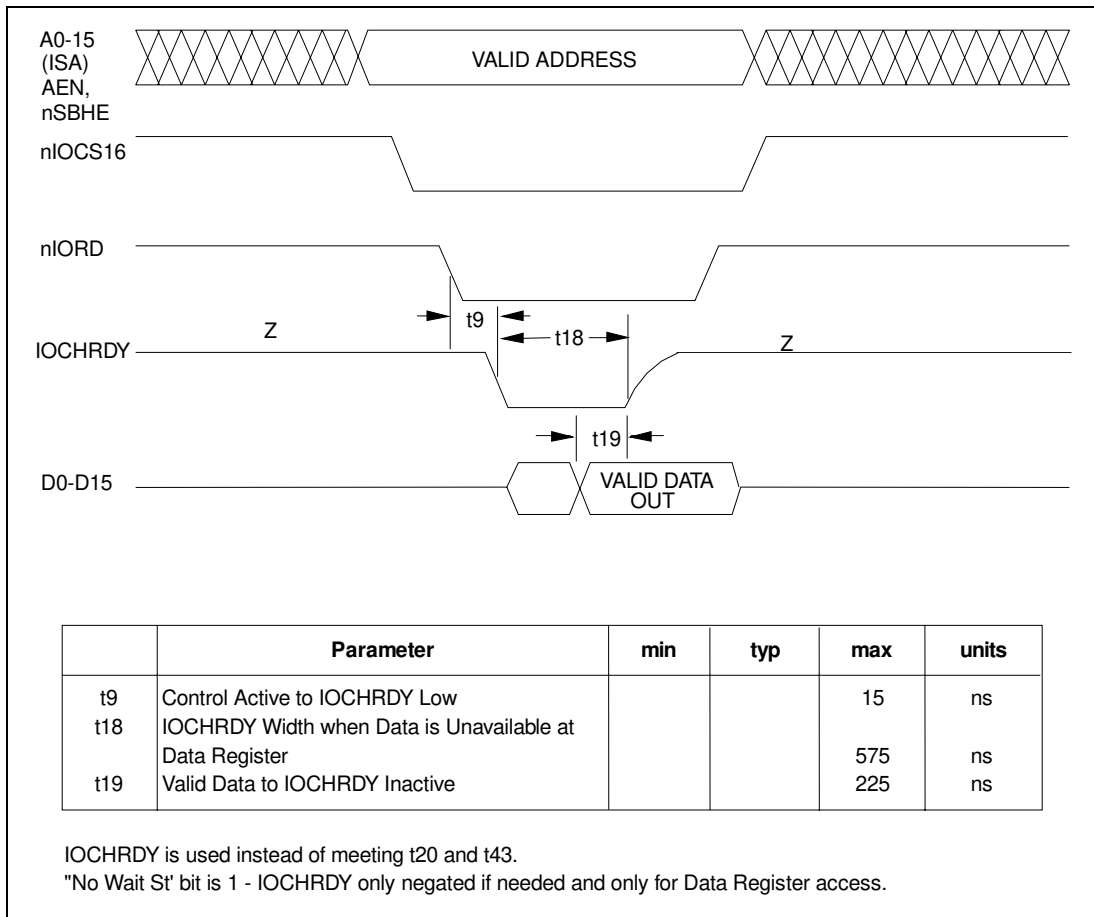 A0-15
(ISA)
AEN,
nSBHE
VALID ADDRESS
nIOCS16
nIORD
t9
Z
t18
Z
IOCHRDY
t19
D0-D15
VALID DATA
OUT
Parameter min typ max units
t9 Control Active to IOCHRDY Low 15 ns
t18 IOCHRDY Width when Data is Unavailable at
Data Register 575 ns
t19 Valid Data to IOCHRDY Inactive 225 ns
IOCHRDY is used instead of meeting t20 and t43.
"No Wait St' bit is 1 - IOCHRDY only negated if needed and only for Data Register access.